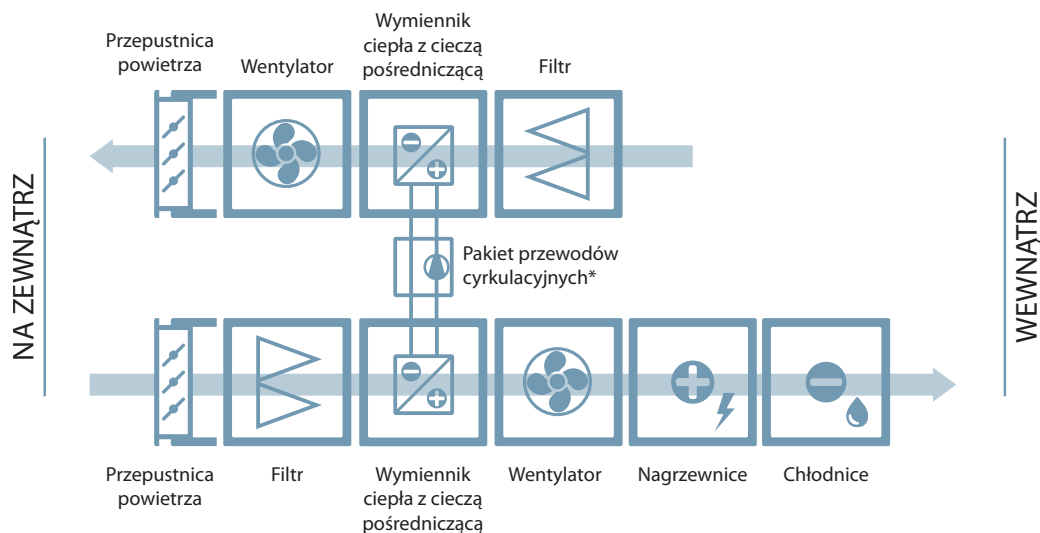 Przepustnica
powietrza
Wentylator
Wymiennik
ciepła z cieczą
pośredniczącą
Filtr
NA ZEWNĄTRZ
WEWNĄTRZ
Pakiet przewodów
cyrkulacyjnych*
Przepustnica
powietrza
Filtr
Wymiennik
ciepła z cieczą
pośredniczącą
Wentylator
Nagrzewnice
Chłodnice